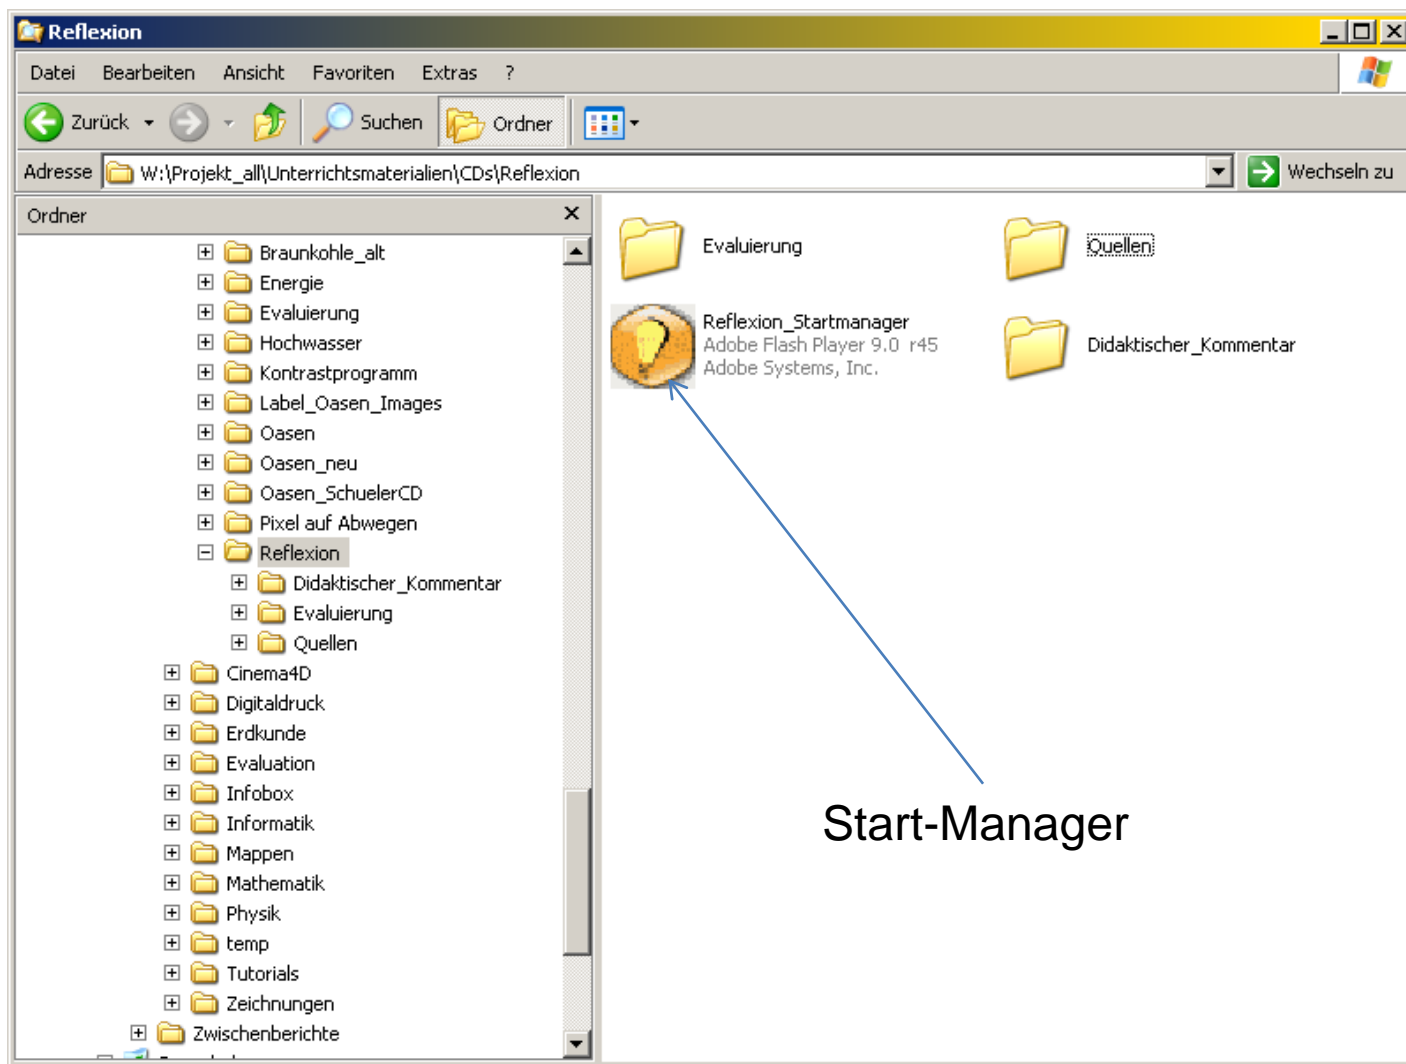 Reflexion
Datei Bearbeiten Ansicht Favoriten Extras ?
Zurück Suchen Ordner
Adresse W:\Projekt_all\Unterrichtsmaterialien\CDs\Reflexion Wechseln zu
Ordner
Braunkohle_alt
Energie
Evaluierung
Hochwasser
Kontrastprogramm
Label_Oasen_Images
Oasen
Oasen_neu
Oasen_SchuelerCD
Pixel auf Abwegen
Reflexion
Didaktischer_Kommentar
Evaluierung
Quellen
Cinema4D
Digitaldruck
Erdkunde
Evaluation
Infobox
Informatik
Mappen
Mathematik
Physik
temp
Tutorials
Zeichnungen
Zwischenberichte
Evaluierung
Quellen
Reflexion_Startmanager
Adobe Flash Player 9.0 r45
Adobe Systems, Inc.
Didaktischer_Kommentar
Start-Manager